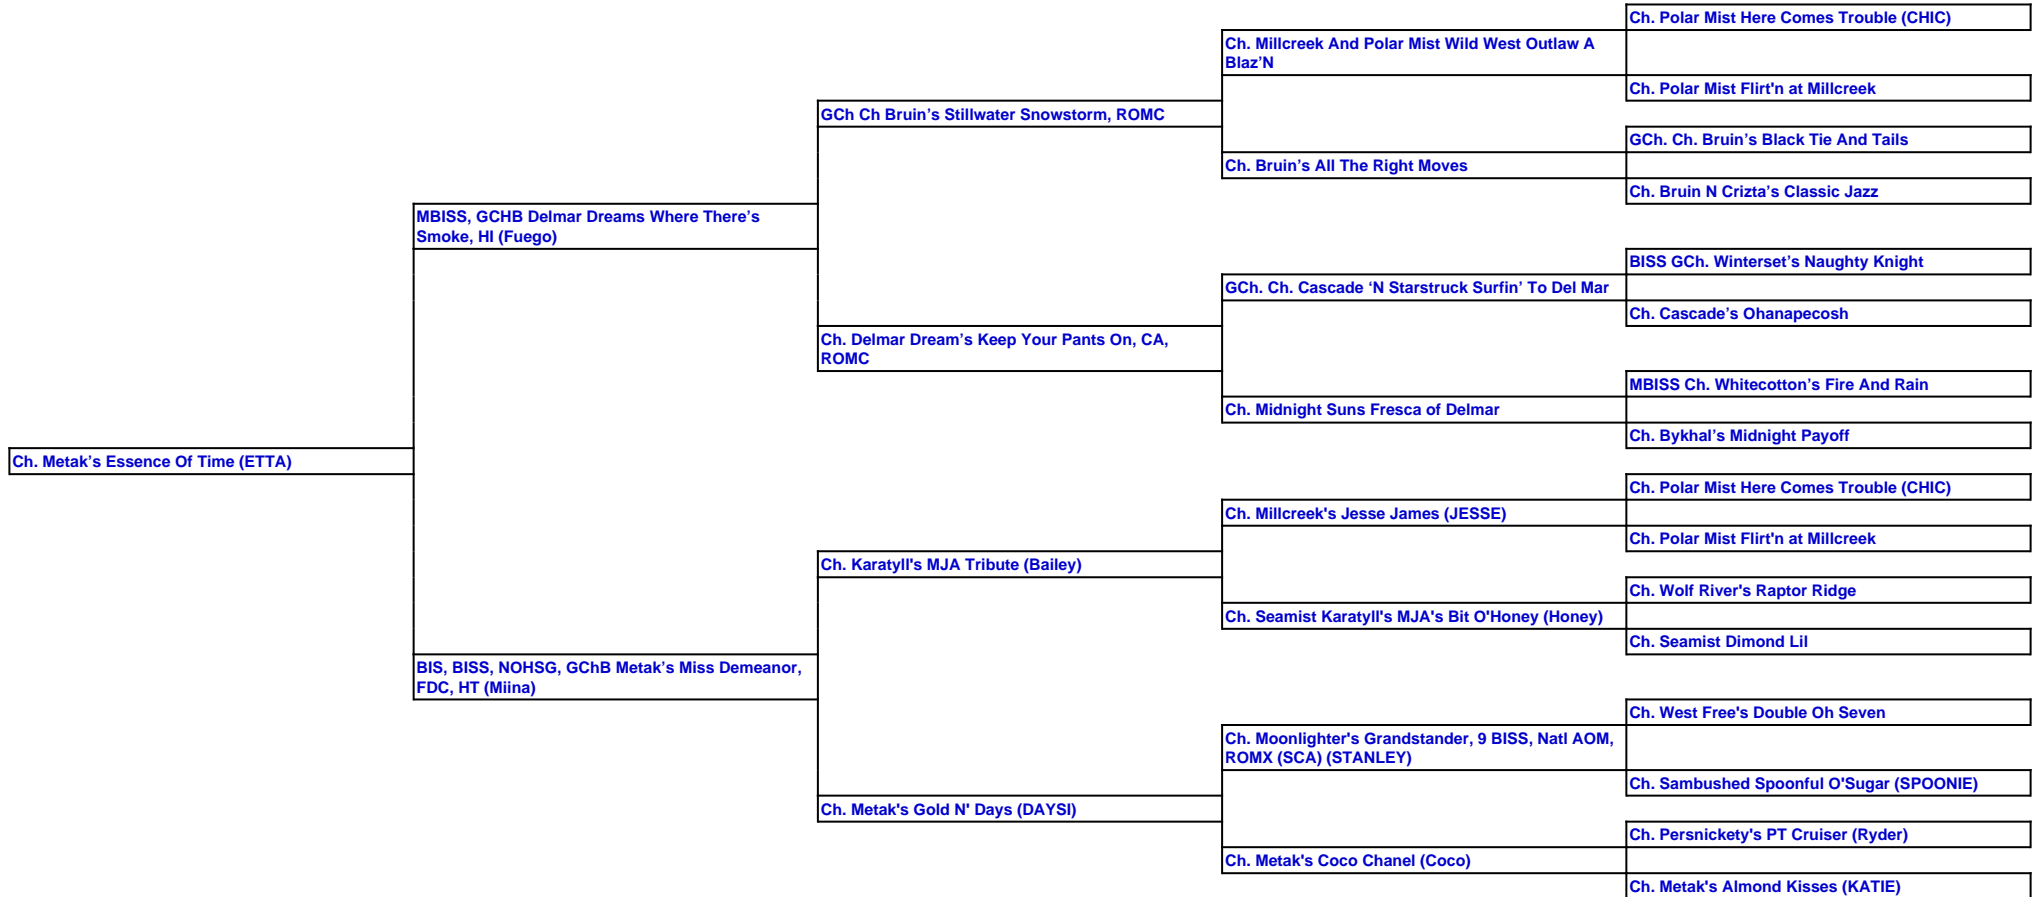 Ch. Polar Mist Here Comes Trouble (CHIC)
Ch. Millcreek And Polar Mist Wild West Outlaw A
Blaz’N
Ch. Polar Mist Flirt'n at Millcreek
GCh Ch Bruin’s Stillwater Snowstorm, ROMC
GCh. Ch. Bruin’s Black Tie And Tails
Ch. Bruin’s All The Right Moves
Ch. Bruin N Crizta’s Classic Jazz
MBISS, GCHB Delmar Dreams Where There’s
Smoke, HI (Fuego)
BISS GCh. Winterset’s Naughty Knight
GCh. Ch. Cascade ‘N Starstruck Surfin’ To Del Mar
Ch. Cascade’s Ohanapecosh
Ch. Delmar Dream’s Keep Your Pants On, CA,
ROMC
MBISS Ch. Whitecotton’s Fire And Rain
Ch. Midnight Suns Fresca of Delmar
Ch. Bykhal’s Midnight Payoff
Ch. Metak’s Essence Of Time (ETTA)
Ch. Polar Mist Here Comes Trouble (CHIC)
Ch. Millcreek's Jesse James (JESSE)
Ch. Polar Mist Flirt'n at Millcreek
Ch. Karatyll's MJA Tribute (Bailey)
Ch. Wolf River's Raptor Ridge
Ch. Seamist Karatyll's MJA's Bit O'Honey (Honey)
Ch. Seamist Dimond Lil
BIS, BISS, NOHSG, GChB Metak’s Miss Demeanor,
FDC, HT (Miina)
Ch. West Free's Double Oh Seven
Ch. Moonlighter's Grandstander, 9 BISS, Natl AOM,
ROMX (SCA) (STANLEY)
Ch. Sambushed Spoonful O'Sugar (SPOONIE)
Ch. Metak's Gold N' Days (DAYSI)
Ch. Persnickety's PT Cruiser (Ryder)
Ch. Metak's Coco Chanel (Coco)
Ch. Metak's Almond Kisses (KATIE)